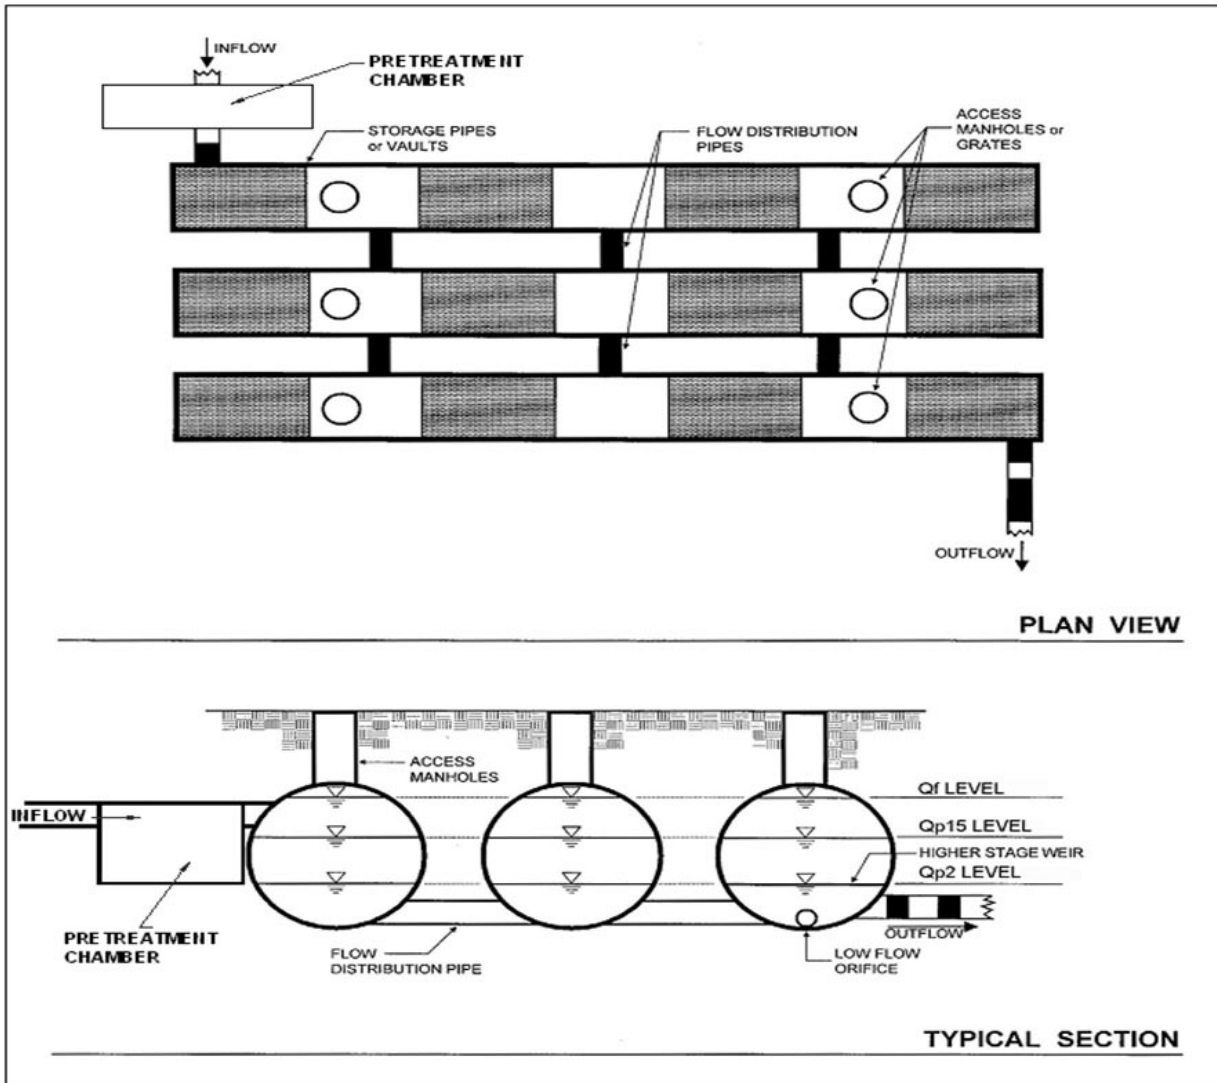 INFLOW
PRETREATMENT
CHAMBER
STORAGE PIPES
or VAULTS
FLOW DISTRIBUTION
PIPES
ACCESS
MANHOLES or
GRATES
OUTFLOW
PLAN VIEW
ACCESS
MANHOLES
INFLOW
PRETREATMENT
CHAMBER
FLOW
DISTRIBUTION PIPE
Qf LEVEL
Qp15 LEVEL
HIGHER STAGE WEIR
Qp2 LEVEL
OUTFLOW
LOW FLOW
ORIFICE
TYPICAL SECTION